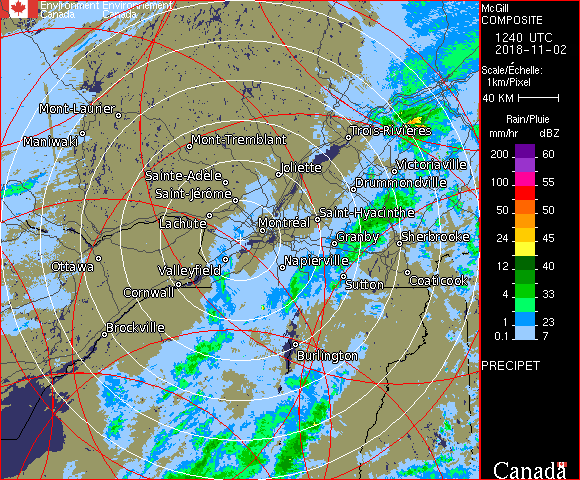 Environment Environnement
Canada Canada
McGill
COMPOSITE
1240 UTC
2018-11-02
Scale/Échelle:
1km/Pixel
40 KM
Rain/Pluie
mm/hr dBZ
200 60
100 55
50 50
24 45
12 40
4 33
1 23
0.1 7
PRECIPET
Canada
Mont-Laurier
Maniwaki
Mont-Tremblant
Trois-Rivières
Sainte-Adèle
Joliette
Victoriaville
Saint-Jérôme
Drummondville
Lachute
Montréal
Saint-Hyacinthe
Granby
Sherbrooke
Ottawa
Valleyfield
Napierville
Cornwall
Sutton
Coaticook
Brockville
Burlington